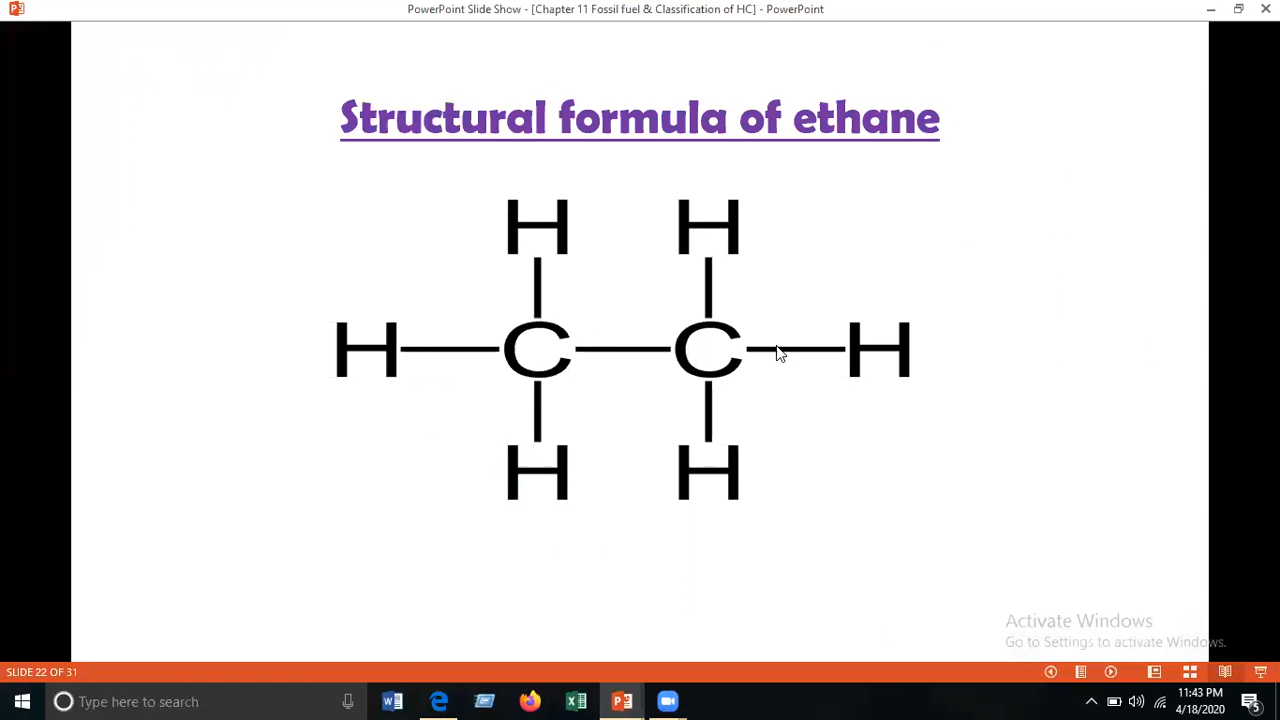 PowerPoint Slide Show - [Chapter 11 Fossil fuel & Classification of HC] - PowerPoint
Structural formula of ethane
H H
H C C H
H H
Activate Windows
Go to Settings to activate Windows.
SLIDE 22 OF 31
Type here to search
11:43 PM
4/18/2020
5